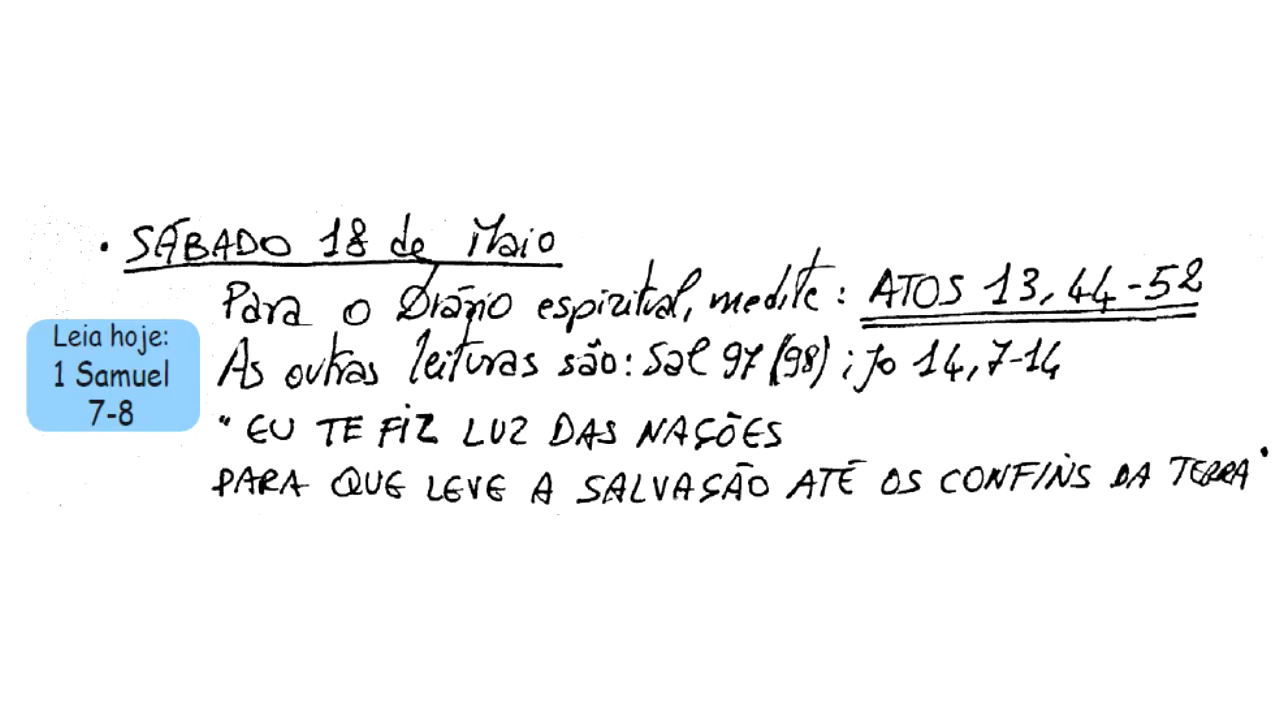 • SÁBADO 18 de Maio
Para o Diário espiritual, medite: ATOS 13, 44-52
Leia hoje:
1 Samuel
7-8
As outras leituras são: Sal 97 (98); Jo 14, 7-14
"EU TE FIZ LUZ DAS NAÇÕES
PARA QUE LEVE A SALVAÇÃO ATÉ OS CONFINS DA TERRA"